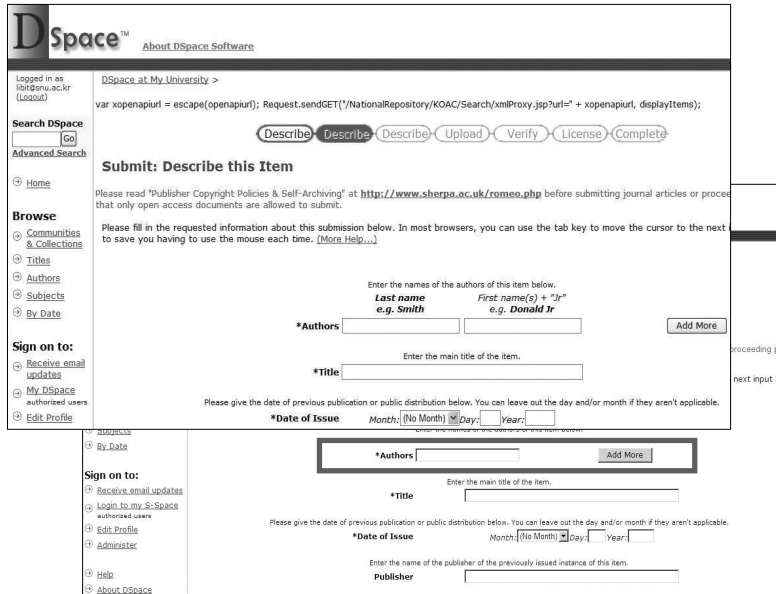 DSpace™ About DSpace Software
Logged in as
libit@snu.ac.kr
(Logout)
Search DSpace
Go
Advanced Search
Home
Browse
Communities
& Collections
Titles
Authors
Subjects
By Date
Sign on to:
Receive email
updates
My DSpace
authorized users
Edit Profile
DSpace at My University >
var xopenapiurl = escape(openapiurl); Request.sendGET("/NationalRepository/KOAC/Search/xmlProxy.jsp?url=" + xopenapiurl, displayItems);
Describe Describe Describe Upload Verify License Complete
Submit: Describe this Item
Please read "Publisher Copyright Policies & Self-Archiving" at http://www.sherpa.ac.uk/romeo.php before submitting journal articles or procee
that only open access documents are allowed to submit.
Please fill in the requested information about this submission below. In most browsers, you can use the tab key to move the cursor to the next i
to save you having to use the mouse each time. (More Help...)
Enter the names of the authors of this item below.
Last name First name(s) + "Jr"
e.g. Smith e.g. Donald Jr
*Authors Add More
Enter the main title of the item.
*Title
Please give the date of previous publication or public distribution below. You can leave out the day and/or month if they aren't applicable.
*Date of Issue Month: (No Month) Day: Year:
proceeding p
next input
Subjects
By Date
Sign on to:
Receive email updates
Login to my S-Space
authorized users
Edit Profile
Administer
Help
About DSpace
Enter the names of the authors of this item below.
*Authors Add More
Enter the main title of the item.
*Title
Please give the date of previous publication or public distribution below. You can leave out the day and/or month if they aren't applicable.
*Date of Issue Month: (No Month) Day: Year:
Enter the name of the publisher of the previously issued instance of this item.
Publisher